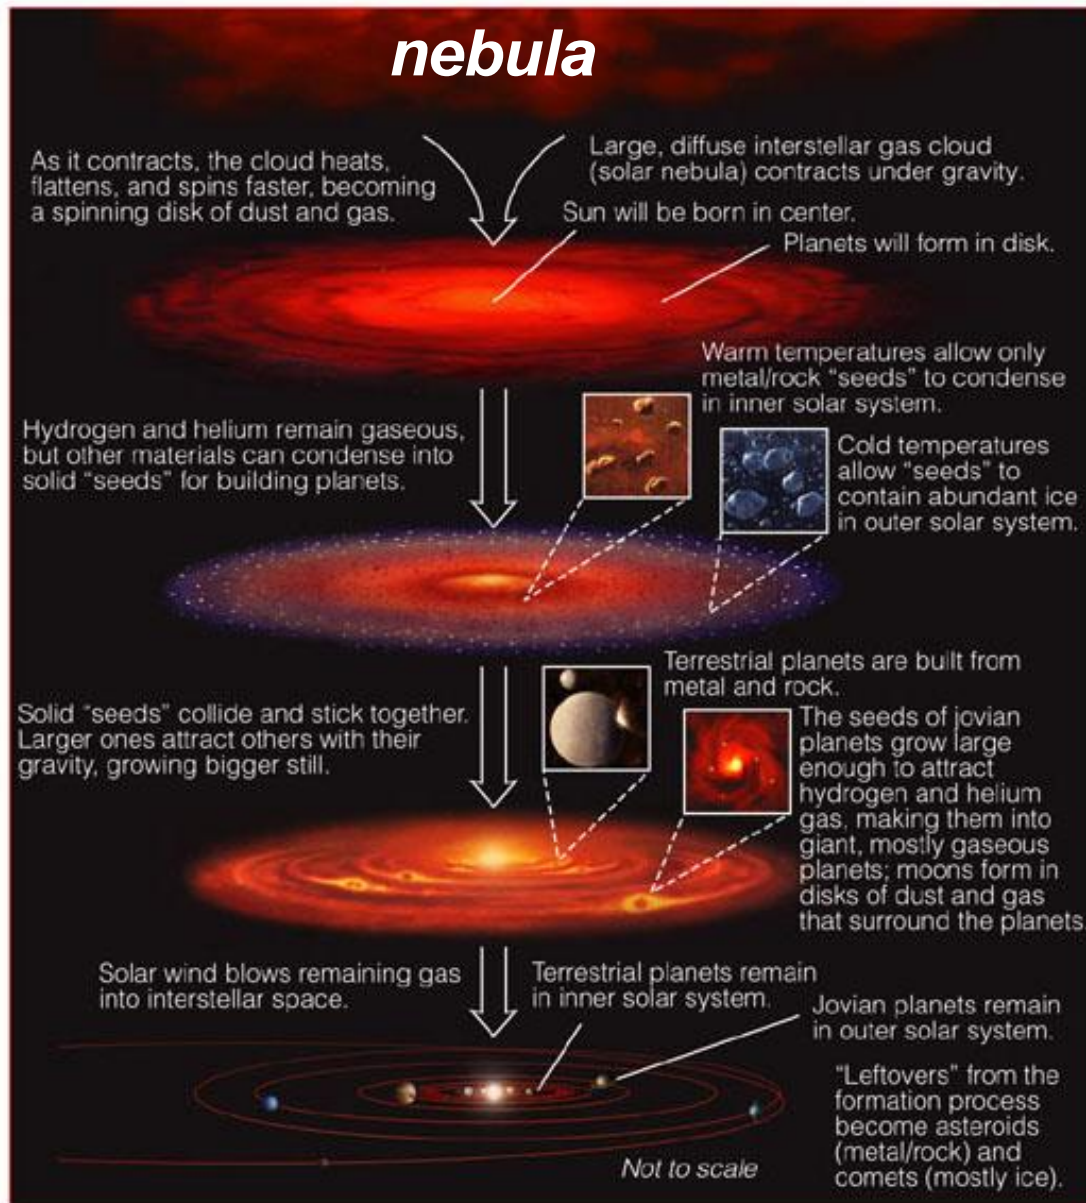 nebula
As it contracts, the cloud heats,
flattens, and spins faster, becoming
a spinning disk of dust and gas.
Large, diffuse interstellar gas cloud
(solar nebula) contracts under gravity.
Sun will be born in center.
Planets will form in disk.
Warm temperatures allow only
metal/rock “seeds” to condense
in inner solar system.
Hydrogen and helium remain gaseous,
but other materials can condense into
solid “seeds” for building planets.
Cold temperatures
allow “seeds” to
contain abundant ice
in outer solar system.
Terrestrial planets are built from
metal and rock.
Solid “seeds” collide and stick together.
Larger ones attract others with their
gravity, growing bigger still.
The seeds of jovian
planets grow large
enough to attract
hydrogen and helium
gas, making them into
giant, mostly gaseous
planets; moons form in
disks of dust and gas
that surround the planets.
Solar wind blows remaining gas
into interstellar space.
Terrestrial planets remain
in inner solar system.
Jovian planets remain
in outer solar system.
“Leftovers” from the
formation process
become asteroids
(metal/rock) and
comets (mostly ice).
Not to scale